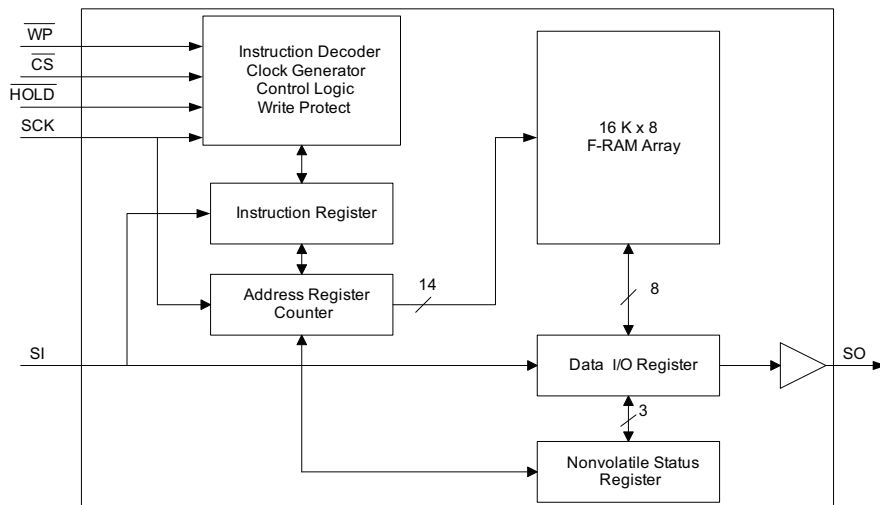 WP
CS
HOLD
SCK
Instruction Decoder
Clock Generator
Control Logic
Write Protect
16 K x 8
F-RAM Array
Instruction Register
Address Register
Counter
14
8
SI
Data I/O Register
SO
3
Nonvolatile Status
Register